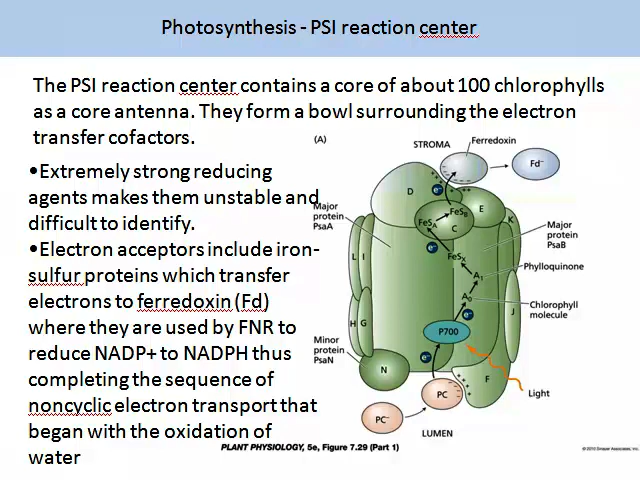 Photosynthesis - PSI reaction center
The PSI reaction center contains a core of about 100 chlorophylls
as a core antenna. They form a bowl surrounding the electron
transfer cofactors.
•Extremely strong reducing
agents makes them unstable and
difficult to identify.
•Electron acceptors include iron-
sulfur proteins which transfer
electrons to ferredoxin (Fd)
where they are used by FNR to
reduce NADP+ to NADPH thus
completing the sequence of
noncyclic electron transport that
began with the oxidation of
water
(A)
STROMA
Ferredoxin
Fd⁻
D
e⁻
E
FeSA
FeSB
C
K
Major
protein
PsaA
Major
protein
PsaB
L
I
e⁻
FeSX
A1
Phylloquinone
A0
Chlorophyll
molecule
H
G
J
e⁻
P700
Minor
protein
PsaN
e⁻
N
F
PC
Light
PC⁻
LUMEN
PLANT PHYSIOLOGY, 5e, Figure 7.29 (Part 1)
© 2010 Sinauer Associates, Inc.